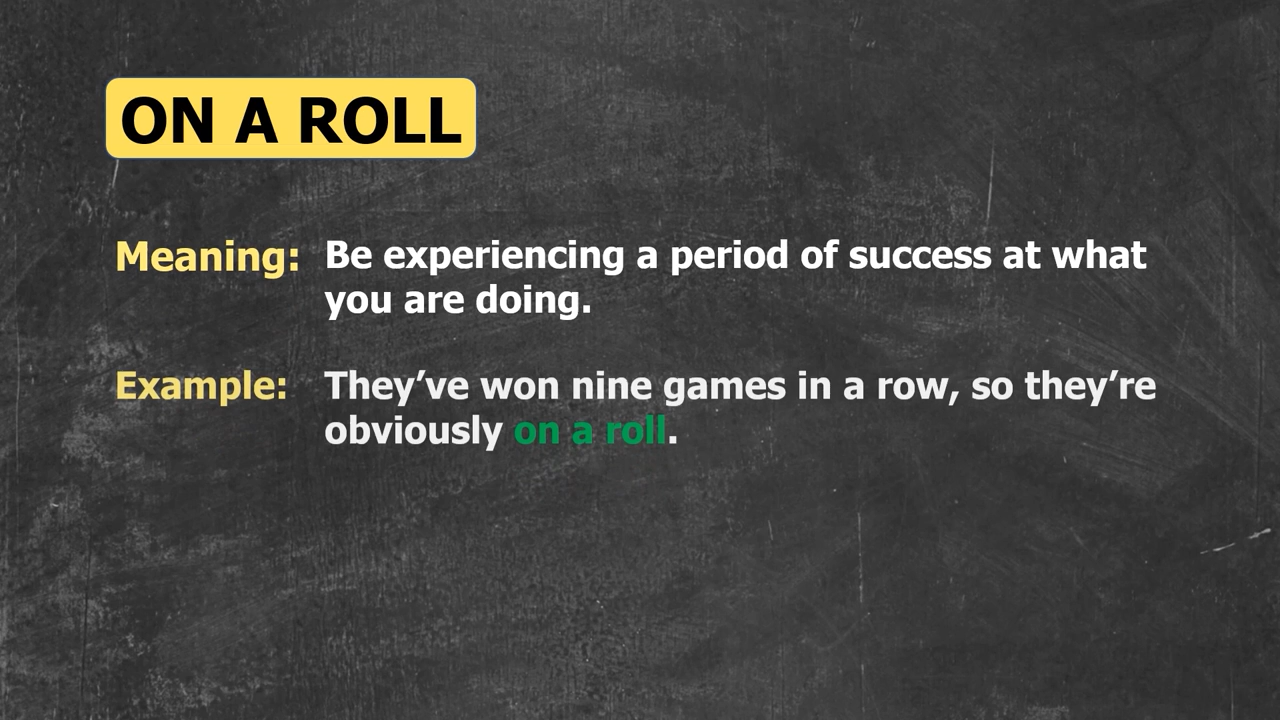 ON A ROLL
Meaning: Be experiencing a period of success at what
you are doing.
Example: They’ve won nine games in a row, so they’re
obviously on a roll.